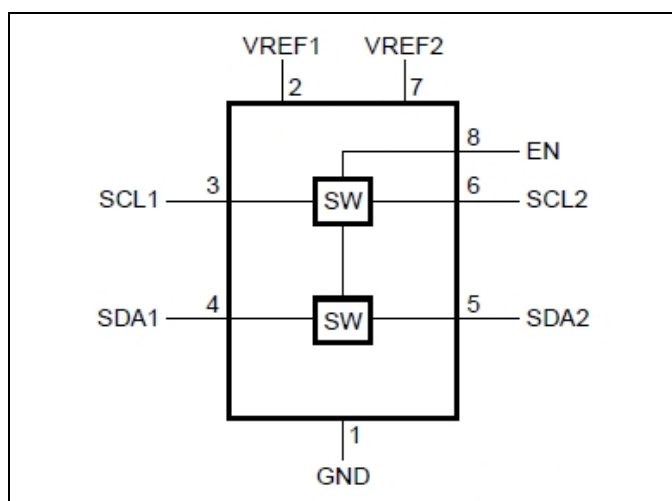 VREF1 VREF2
2 7
8 EN
SCL1 3 SW 6 SCL2
SDA1 4 SW 5 SDA2
1
GND